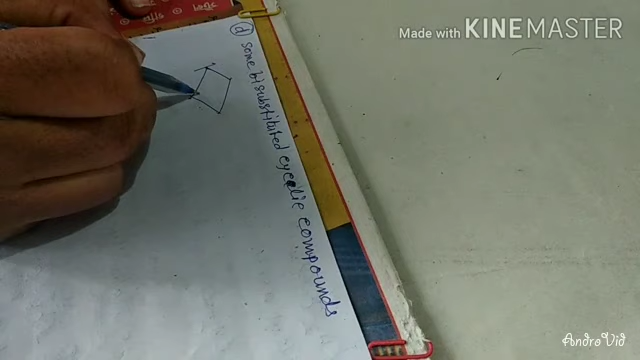 Made with KINEMASTER
(d) Some bisubstituted cyclic compounds
AndroVid